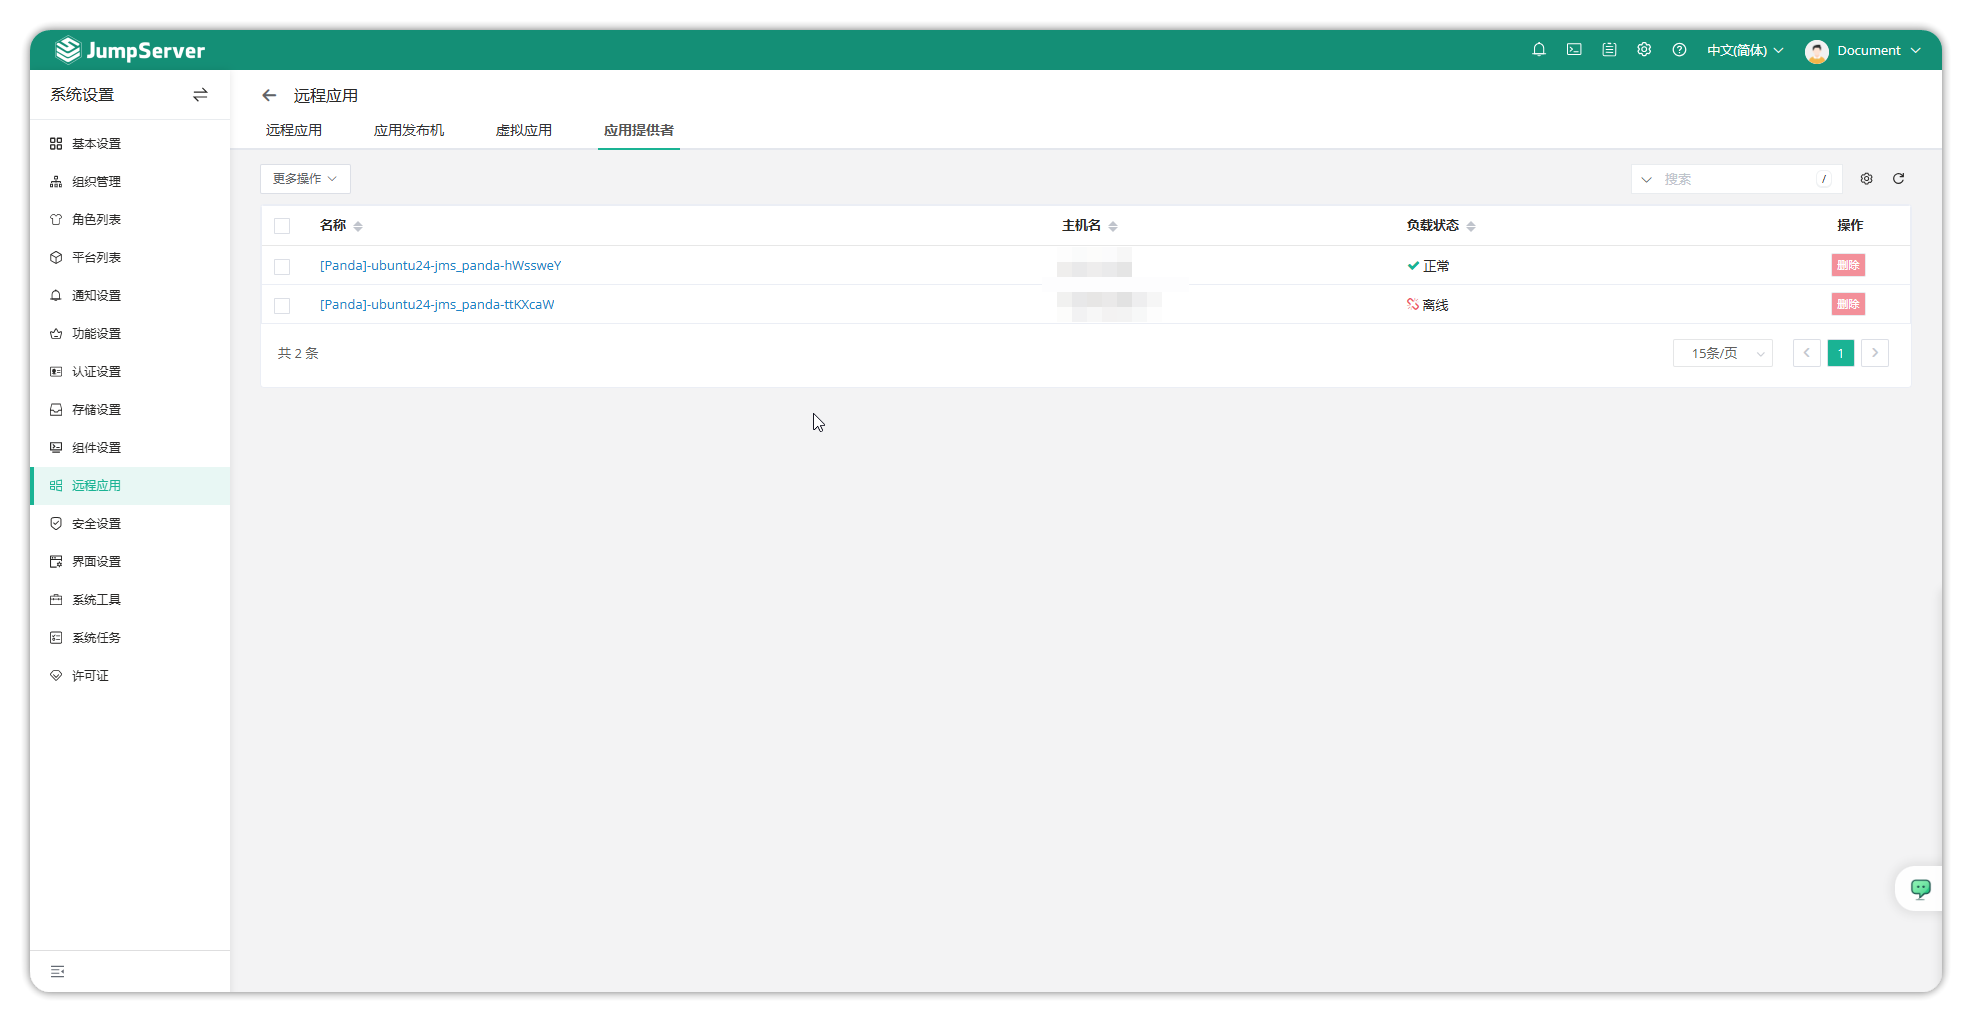 JumpServer
中文(简体)
Document
系统设置
远程应用
远程应用
应用发布机
虚拟应用
应用提供者
基本设置
组织管理
角色列表
平台列表
通知设置
功能设置
认证设置
存储设置
组件设置
远程应用
安全设置
界面设置
系统工具
系统任务
许可证
更多操作
搜索
/
名称
主机名
负载状态
操作
[Panda]-ubuntu24-jms_panda-hWssweY
正常
删除
[Panda]-ubuntu24-jms_panda-ttKXcaW
离线
删除
共 2 条
15条/页
1